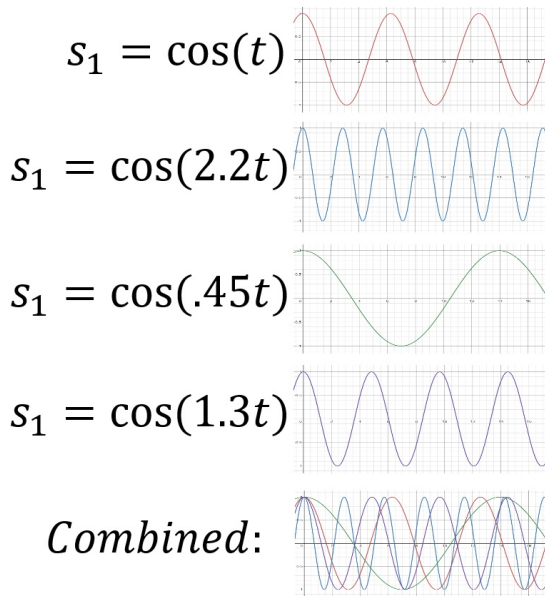 s₁ = cos(t)
s₁ = cos(2.2t)
s₁ = cos(.45t)
s₁ = cos(1.3t)
Combined: